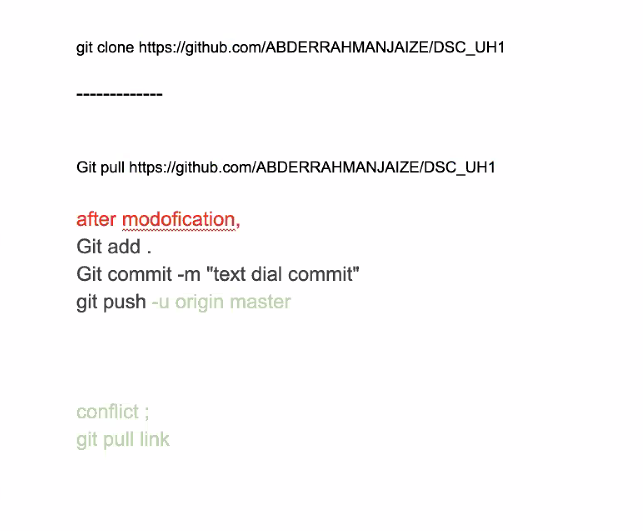 git clone https://github.com/ABDERRAHMANJAIZE/DSC_UH1
-------------
Git pull https://github.com/ABDERRAHMANJAIZE/DSC_UH1
after modofication,
Git add .
Git commit -m "text dial commit"
git push -u origin master
conflict ;
git pull link